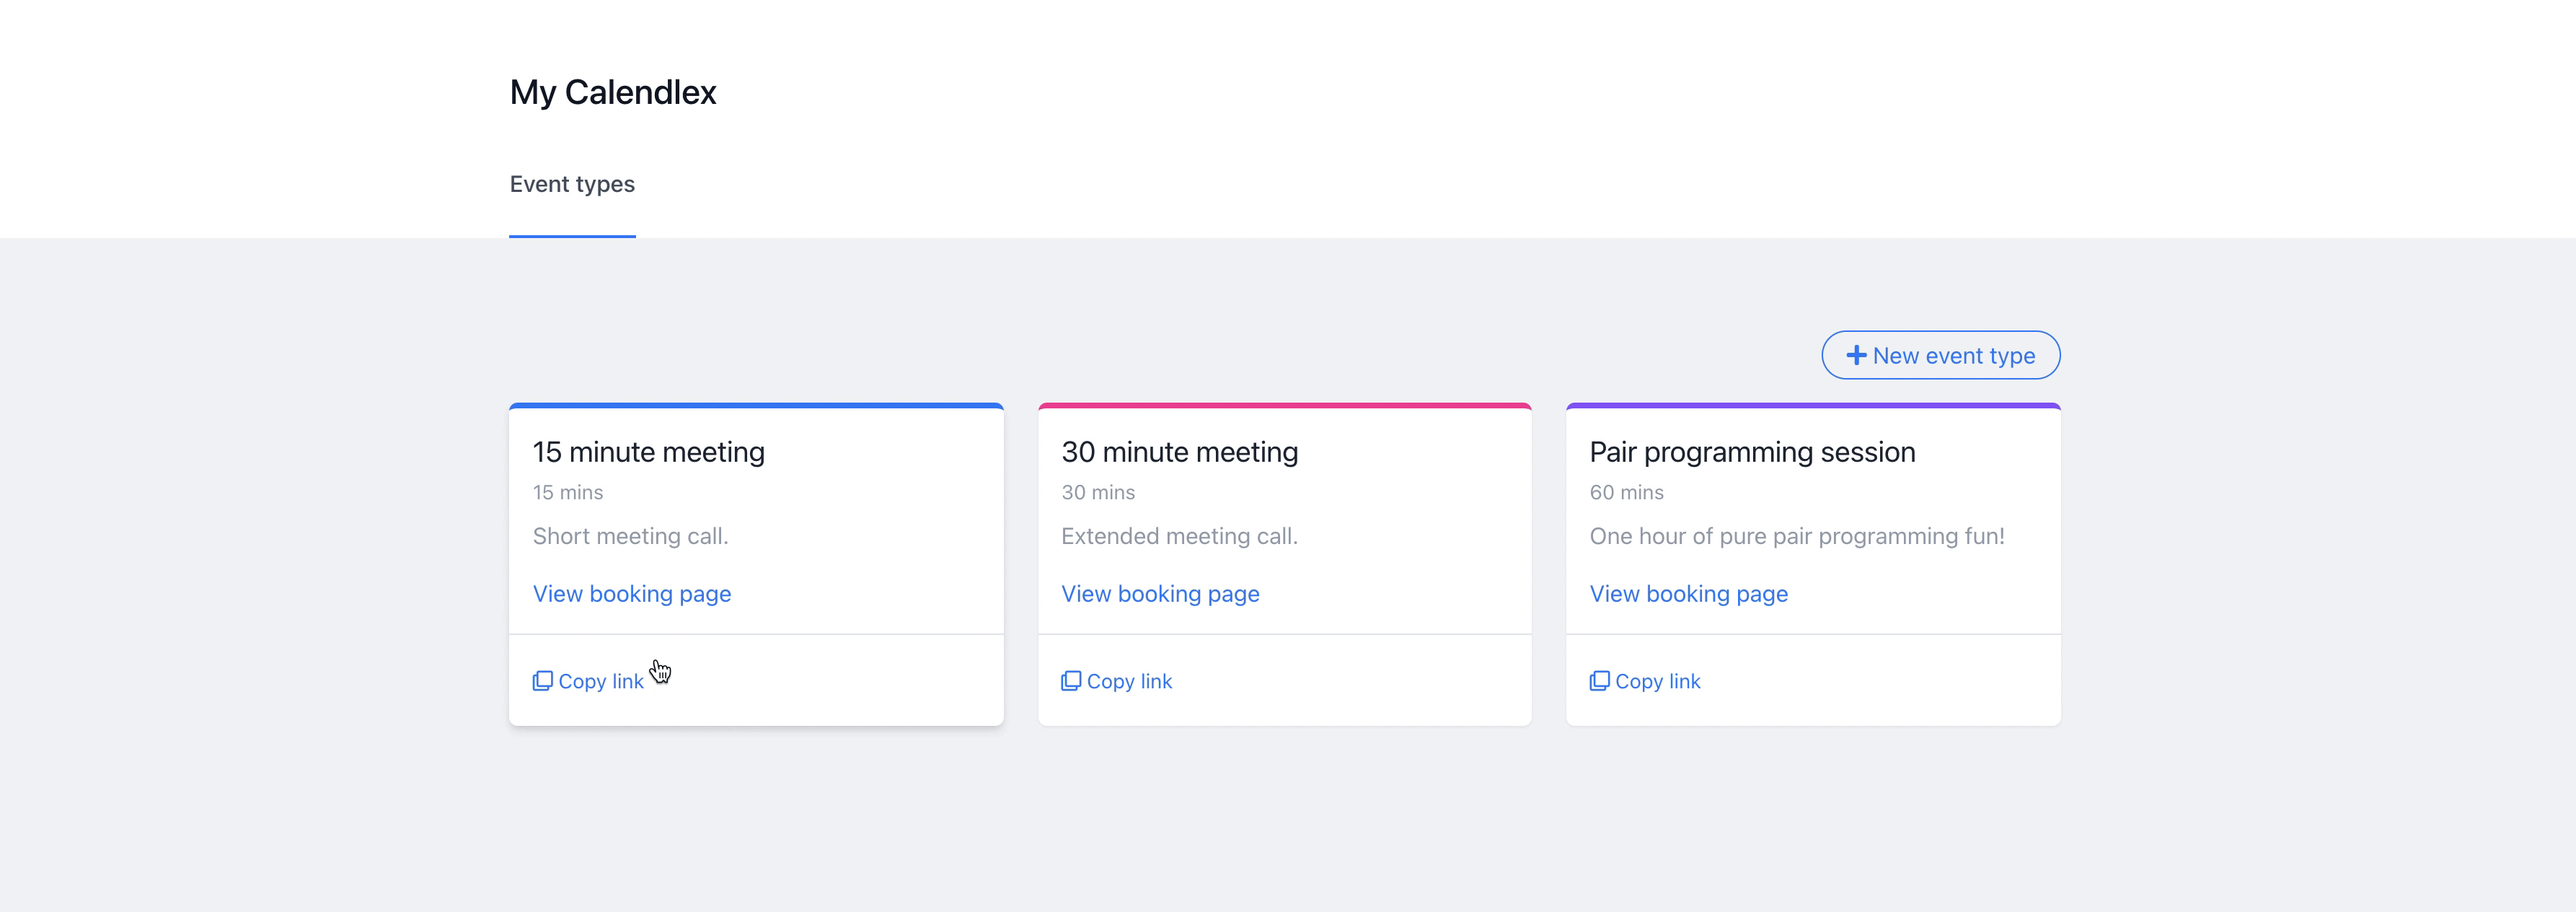 My Calendlex
Event types
New event type
15 minute meeting
15 mins
Short meeting call.
View booking page
Copy link
30 minute meeting
30 mins
Extended meeting call.
View booking page
Copy link
Pair programming session
60 mins
One hour of pure pair programming fun!
View booking page
Copy link